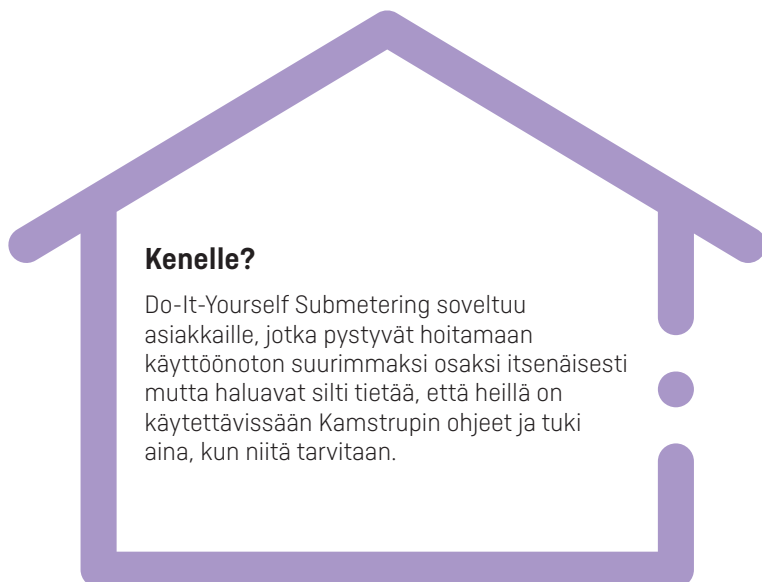 Kenelle?
Do-It-Yourself Submetering soveltuu
asiakkaille, jotka pystyvät hoitamaan
käyttöönoton suurimmaksi osaksi itsenäisesti
mutta haluavat silti tietää, että heillä on
käytettävissään Kamstrupin ohjeet ja tuki
aina, kun niitä tarvitaan.